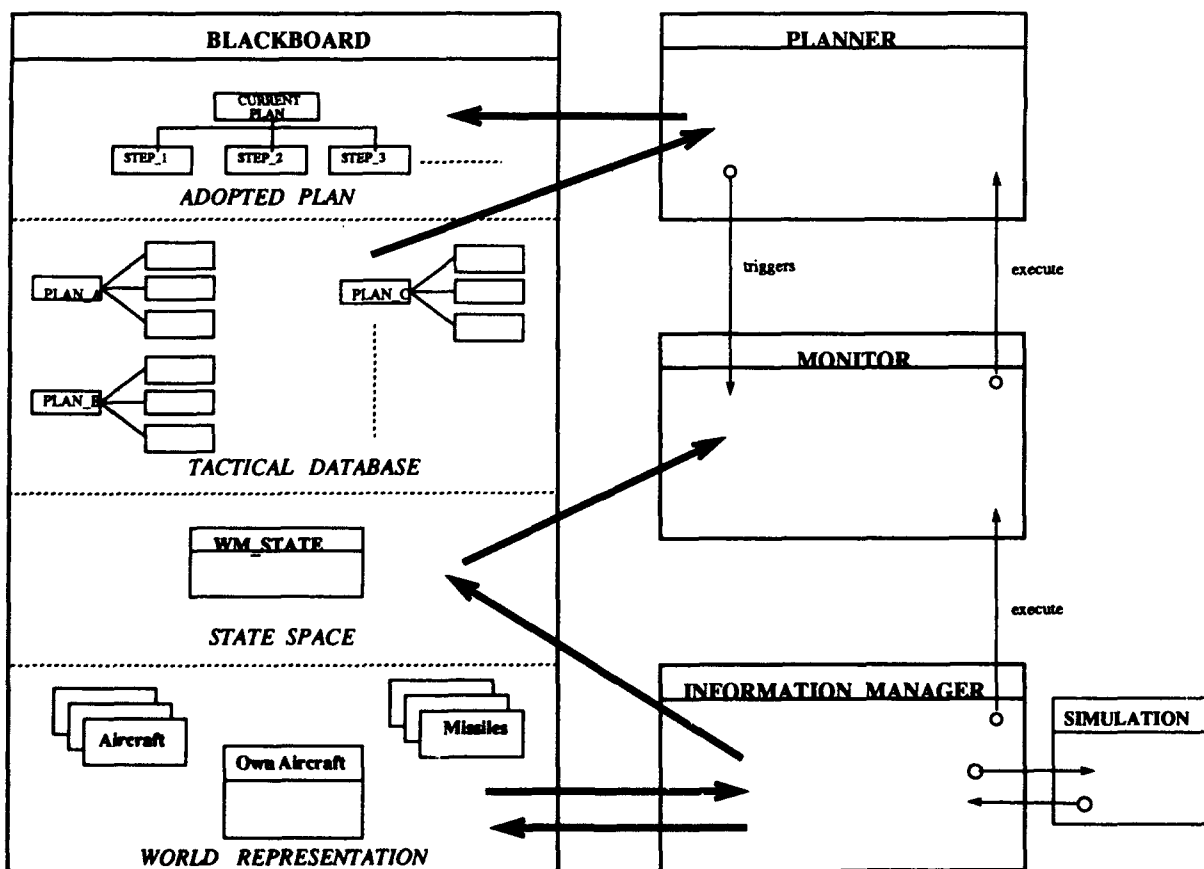 BLACKBOARD
CURRENT
PLAN
STEP_1
STEP_2
STEP_3
ADOPTED PLAN
PLAN_A
PLAN_C
PLAN_B
TACTICAL DATABASE
WM_STATE
STATE SPACE
Aircraft
Missiles
Own Aircraft
WORLD REPRESENTATION
PLANNER
triggers
execute
MONITOR
execute
INFORMATION MANAGER
SIMULATION